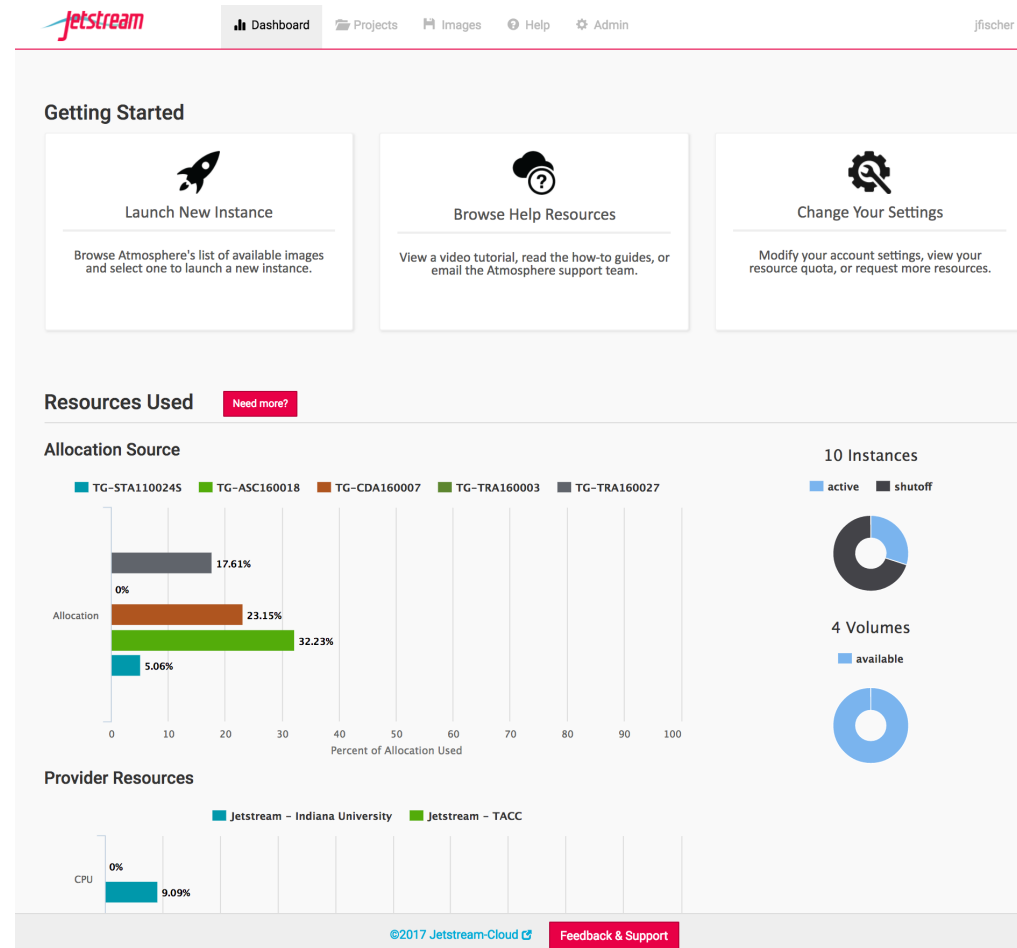 Jetstream
Dashboard
Projects
Images
Help
Admin
jfischer
Getting Started
Launch New Instance
Browse Atmosphere's list of available images
and select one to launch a new instance.
Browse Help Resources
View a video tutorial, read the how-to guides, or
email the Atmosphere support team.
Change Your Settings
Modify your account settings, view your
resource quota, or request more resources.
Resources Used
Need more?
Allocation Source
TG-STA110024S TG-ASC160018 TG-CDA160007 TG-TRA160003 TG-TRA160027
17.61%
0%
Allocation
23.15%
32.23%
5.06%
0 10 20 30 40 50 60 70 80 90 100
Percent of Allocation Used
10 Instances
active shutoff
4 Volumes
available
Provider Resources
Jetstream - Indiana University Jetstream - TACC
0%
CPU
9.09%
©2017 Jetstream-Cloud
Feedback & Support